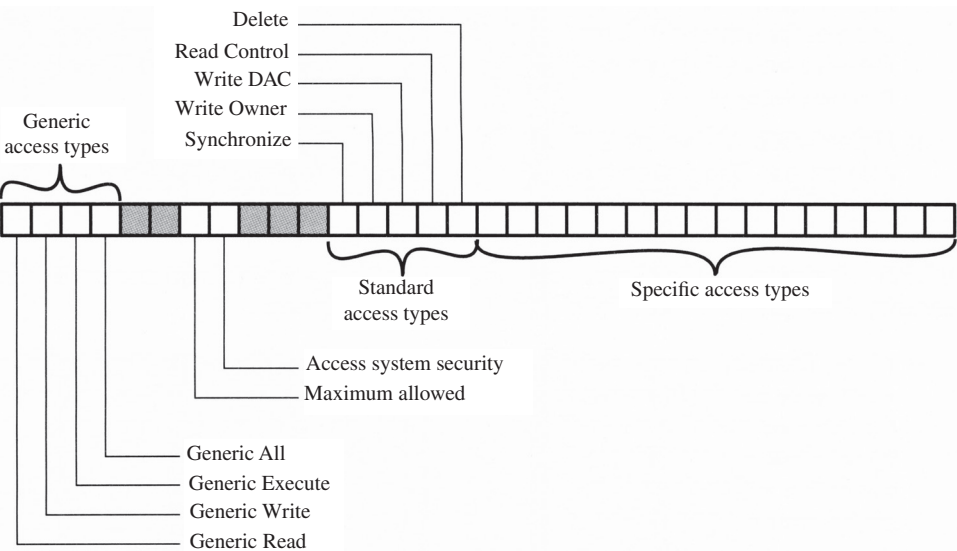 Delete
Read Control
Write DAC
Write Owner
Synchronize
Generic
access types
Standard
access types
Specific access types
Access system security
Maximum allowed
Generic All
Generic Execute
Generic Write
Generic Read